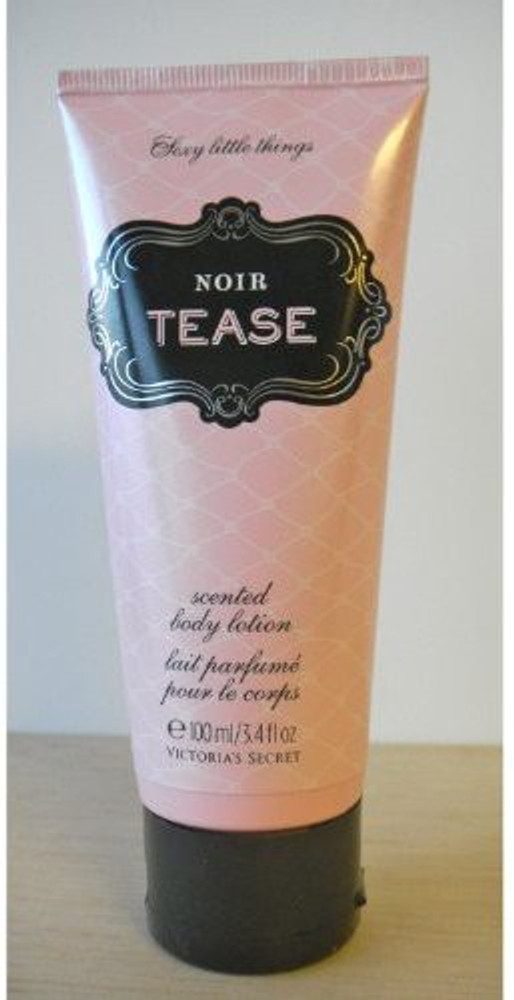 Sexy little things
NOIR
TEASE
scented
body lotion
lait parfumé
pour le corps
℮ 100 ml/3.4 fl oz
VICTORIA'S SECRET